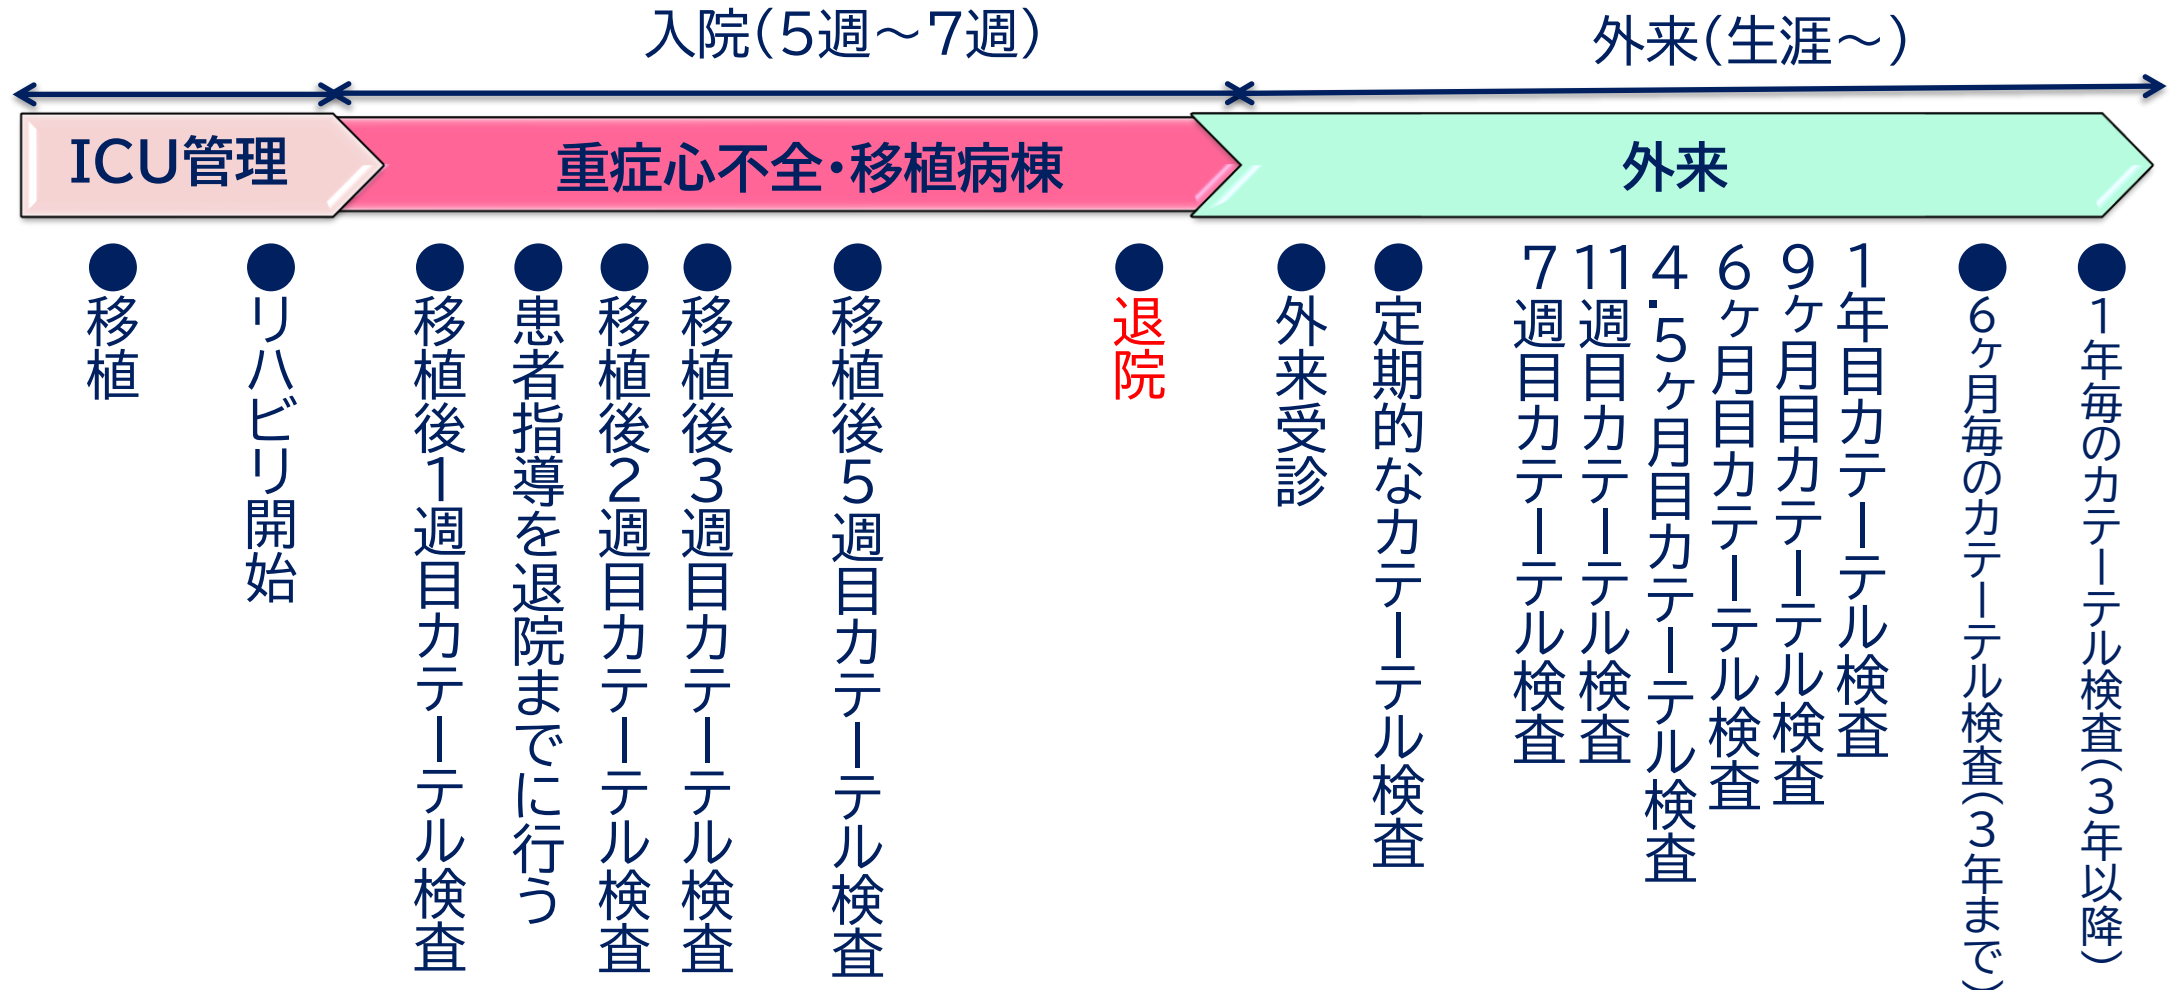 入院(5週～7週)
外来(生涯～)
ICU管理
重症心不全・移植病棟
外来
●移植
●リハビリ開始
●移植後1週目カテーテル検査
●患者指導を退院までに行う
●移植後2週目カテーテル検査
●移植後3週目カテーテル検査
●移植後5週目カテーテル検査
●退院
●外来受診
●定期的なカテーテル検査
7週目カテーテル検査
11週目カテーテル検査
4.5ヶ月目カテーテル検査
6ヶ月目カテーテル検査
9ヶ月目カテーテル検査
1年目カテーテル検査
●6ヶ月毎のカテーテル検査(3年まで)
●1年毎のカテーテル検査(3年以降)